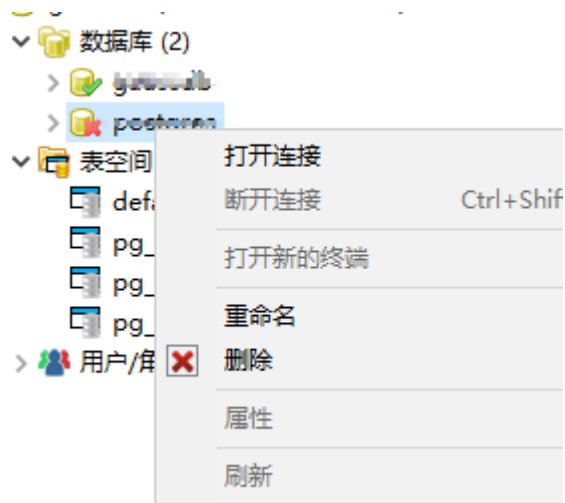 数据库 (2)
postgres
打开连接
表空间
断开连接 Ctrl+Shif
defa
打开新的终端
pg_
pg_
重命名
pg_
用户/角
删除
属性
刷新